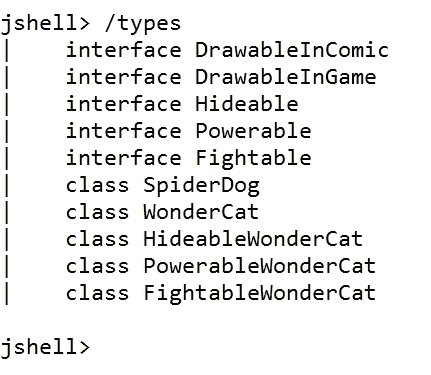 jshell> /types
|    interface DrawableInComic
|    interface DrawableInGame
|    interface Hideable
|    interface Powerable
|    interface Fightable
|    class SpiderDog
|    class WonderCat
|    class HideableWonderCat
|    class PowerableWonderCat
|    class FightableWonderCat
jshell>